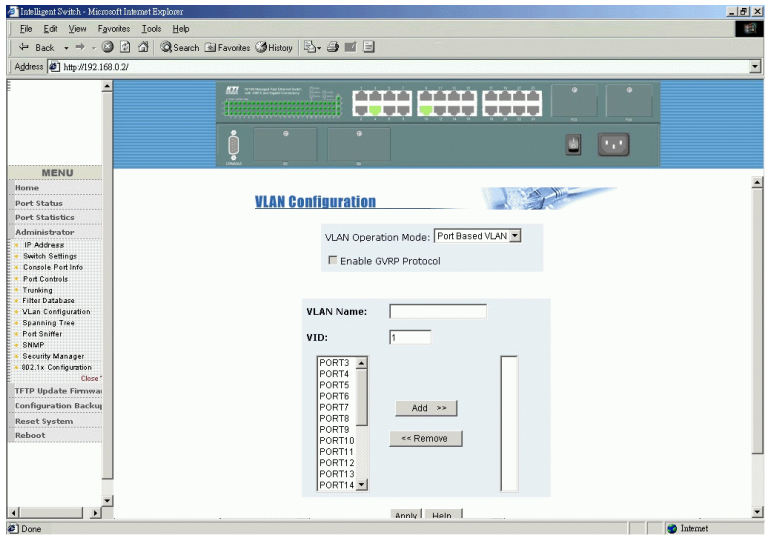 Intelligent Switch - Microsoft Internet Explorer
File Edit View Favorites Tools Help
Back Search Favorites History
Address http://192.168.0.2/
KTI
CONSOLE
MENU
Home
Port Status
Port Statistics
Administrator
IP Address
Switch Settings
Console Port Info
Port Controls
Trunking
Filter Database
VLan Configuration
Spanning Tree
Port Sniffer
SNMP
Security Manager
802.1x Configuration
Close
TFTP Update Firmwa
Configuration Backup
Reset System
Reboot
VLAN Configuration
VLAN Operation Mode: Port Based VLAN
Enable GVRP Protocol
VLAN Name:
VID: 1
PORT3
PORT4
PORT5
PORT6
PORT7
PORT8
PORT9
PORT10
PORT11
PORT12
PORT13
PORT14
Add >>
<< Remove
Apply Help
Done Internet